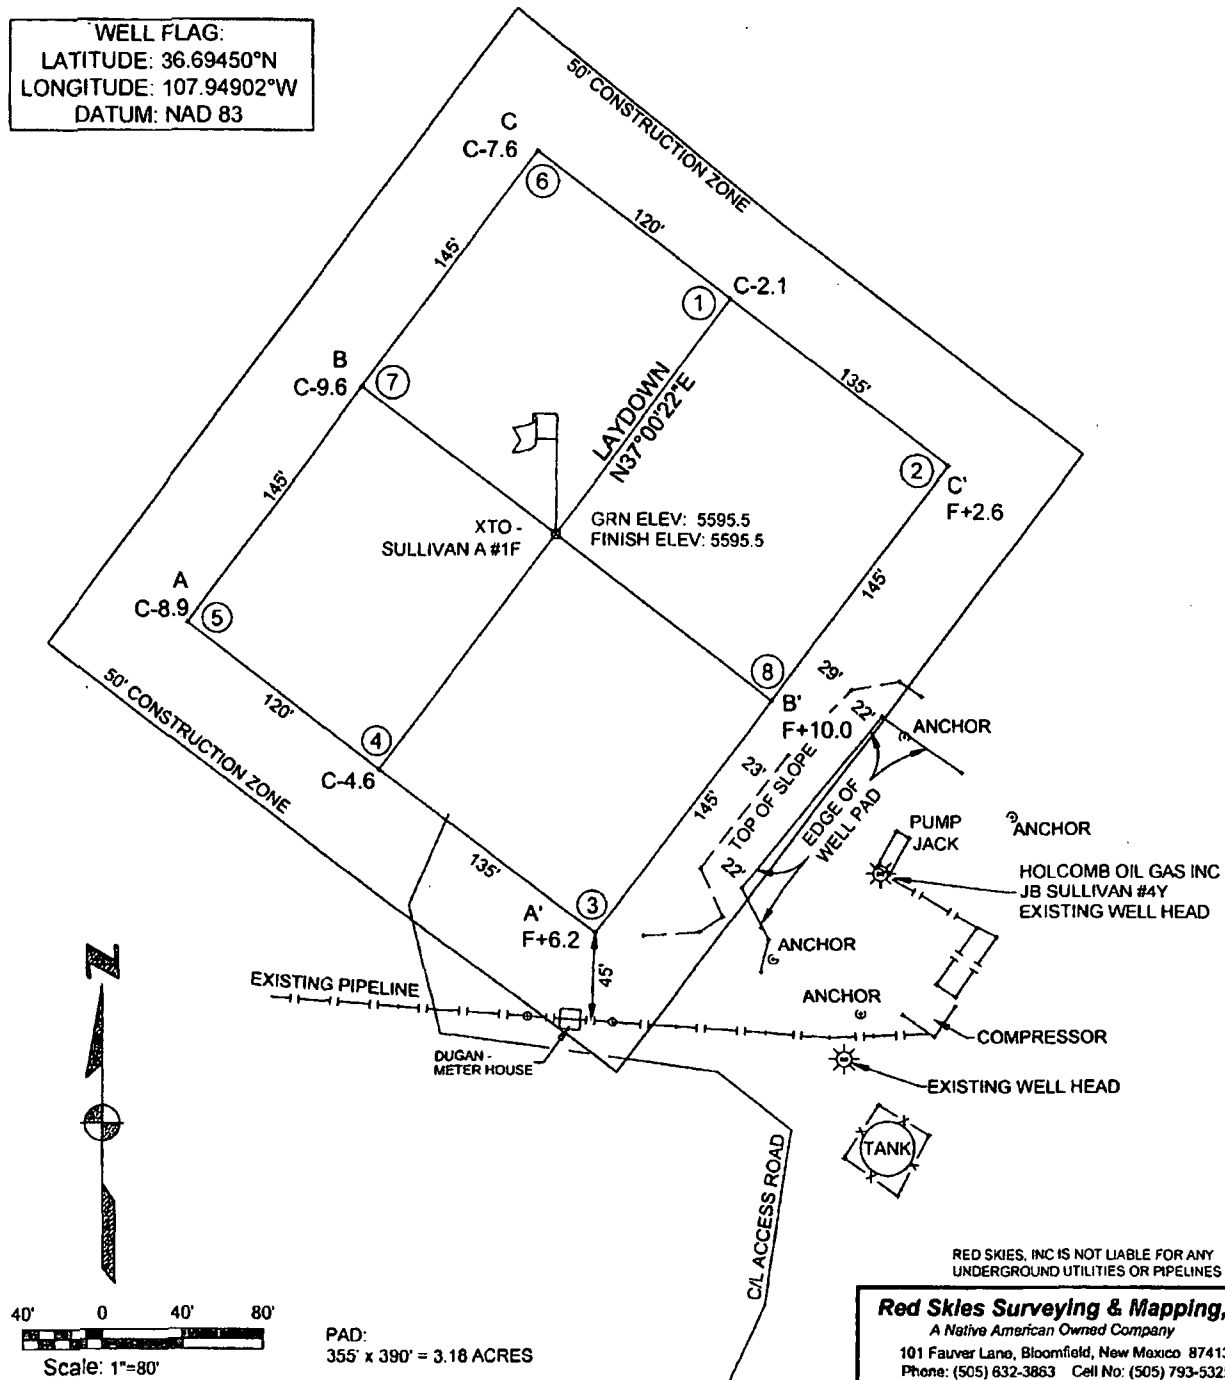 WELL FLAG:
LATITUDE: 36.69450°N
LONGITUDE: 107.94902°W
DATUM: NAD 83
50' CONSTRUCTION ZONE
C
C-7.6
6
120'
145'
1
C-2.1
B
C-9.6
7
135'
LAYDOWN
N37°00'22"E
2
C'
F+2.6
145'
XTO -
SULLIVAN A #1F
GRN ELEV: 5595.5
FINISH ELEV: 5595.5
A
C-8.9
5
145'
8
29'
B'
F+10.0
22'
ANCHOR
50' CONSTRUCTION ZONE
120'
4
C-4.6
23'
145'
TOP OF SLOPE
EDGE OF
WELL PAD
22'
PUMP
JACK
ANCHOR
HOLCOMB OIL GAS INC
JB SULLIVAN #4Y
EXISTING WELL HEAD
135'
3
A'
F+6.2
45'
ANCHOR
N
EXISTING PIPELINE
ANCHOR
COMPRESSOR
DUGAN -
METER HOUSE
EXISTING WELL HEAD
TANK
C/L ACCESS ROAD
RED SKIES, INC IS NOT LIABLE FOR ANY
UNDERGROUND UTILITIES OR PIPELINES
40' 0 40' 80'
Scale: 1"=80'
PAD:
355' x 390' = 3.18 ACRES
Red Skies Surveying & Mapping,
A Native American Owned Company
101 Fauver Lane, Bloomfield, New Mexico 87413
Phone: (505) 632-3863 Cell No: (505) 793-532